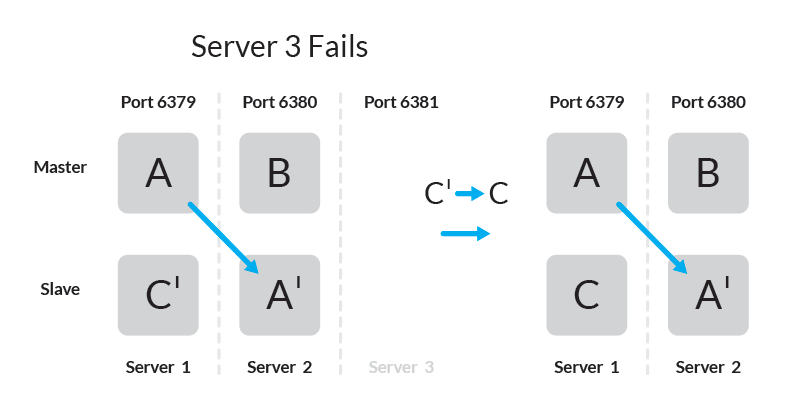 Server 3 Fails
Port 6379 Port 6380 Port 6381 Port 6379 Port 6380
Master A B A B
C' C
Slave C' A' C A'
Server 1 Server 2 Server 3 Server 1 Server 2